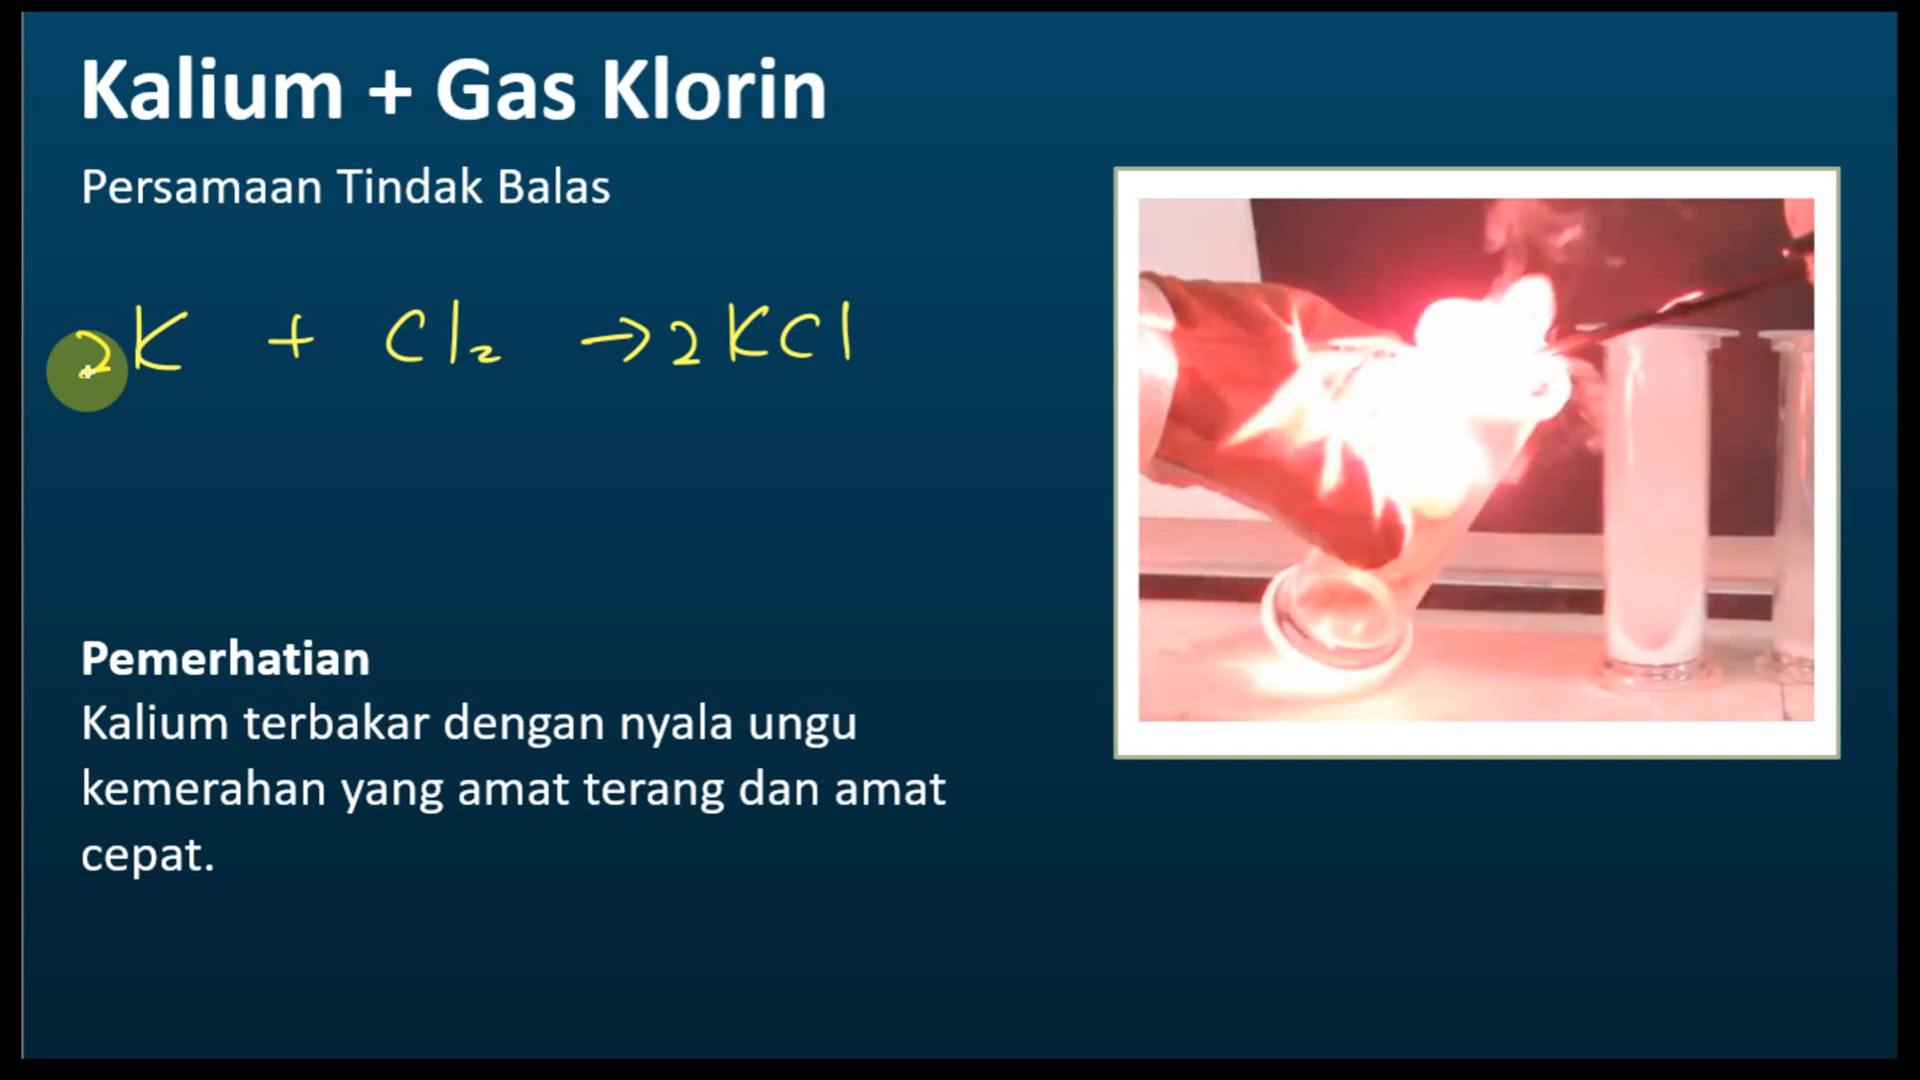 Kalium + Gas Klorin
Persamaan Tindak Balas
2K + Cl₂ → 2KCl
Pemerhatian
Kalium terbakar dengan nyala ungu
kemerahan yang amat terang dan amat
cepat.